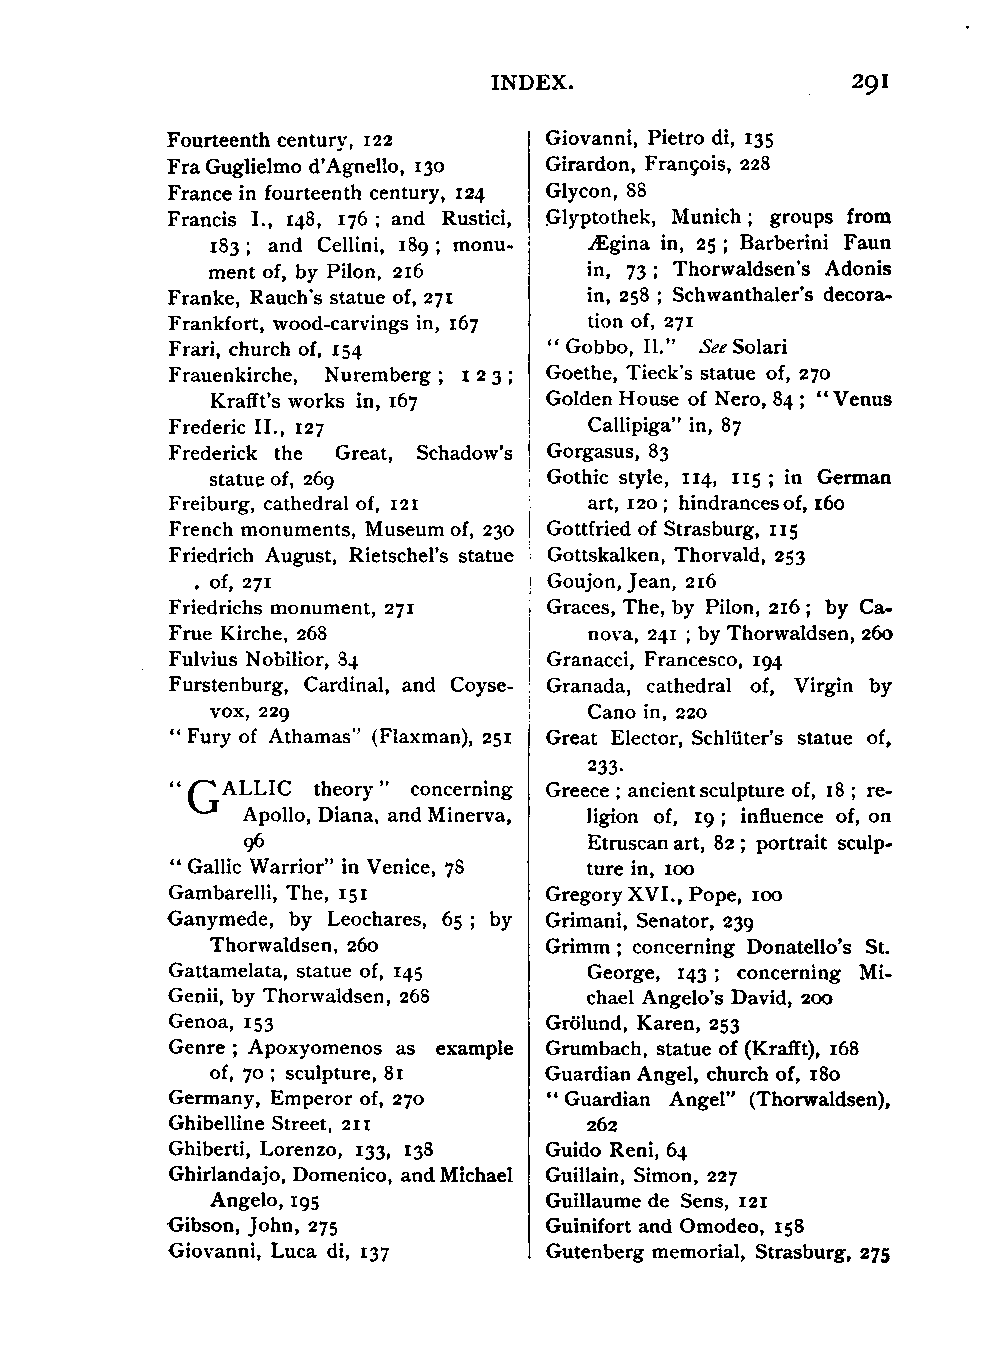 INDEX. 291
Fourteenth century, 122
Fra Guglielmo d'Agnello, 130
France in fourteenth century, 124
Francis I., 148, 176 ; and Rustici,
183 ; and Cellini, 189 ; monu-
ment of, by Pilon, 216
Franke, Rauch's statue of, 271
Frankfort, wood-carvings in, 167
Frari, church of, 154
Frauenkirche, Nuremberg ; 123 ;
Krafft's works in, 167
Frederic II., 127
Frederick the Great, Schadow's
statue of, 269
Freiburg, cathedral of, 121
French monuments, Museum of, 230
Friedrich August, Rietschel's statue
of, 271
Friedrichs monument, 271
Frue Kirche, 268
Fulvius Nobilior, 84
Furstenburg, Cardinal, and Coyse-
vox, 229
“ Fury of Athamas” (Flaxman), 251
“ GALLIC theory ” concerning
Apollo, Diana, and Minerva,
96
“ Gallic Warrior” in Venice, 78
Gambarelli, The, 151
Ganymede, by Leochares, 65 ; by
Thorwaldsen, 260
Gattamelata, statue of, 145
Genii, by Thorwaldsen, 268
Genoa, 153
Genre ; Apoxyomenos as example
of, 70 ; sculpture, 81
Germany, Emperor of, 270
Ghibelline Street, 211
Ghiberti, Lorenzo, 133, 138
Ghirlandajo, Domenico, and Michael
Angelo, 195
Gibson, John, 275
Giovanni, Luca di, 137
Giovanni, Pietro di, 135
Girardon, François, 228
Glycon, 88
Glyptothek, Munich ; groups from
Ægina in, 25 ; Barberini Faun
in, 73 ; Thorwaldsen's Adonis
in, 258 ; Schwanthaler's decora-
tion of, 271
“ Gobbo, Il.” See Solari
Goethe, Tieck's statue of, 270
Golden House of Nero, 84 ; “Venus
Callipiga” in, 87
Gorgasus, 83
Gothic style, 114, 115 ; in German
art, 120 ; hindrances of, 160
Gottfried of Strasburg, 115
Gottskalken, Thorvald, 253
Goujon, Jean, 216
Graces, The, by Pilon, 216 ; by Ca-
nova, 241 ; by Thorwaldsen, 260
Granacci, Francesco, 194
Granada, cathedral of, Virgin by
Cano in, 220
Great Elector, Schlüter's statue of,
233.
Greece ; ancient sculpture of, 18 ; re-
ligion of, 19 ; influence of, on
Etruscan art, 82 ; portrait sculp-
ture in, 100
Gregory XVI., Pope, 100
Grimani, Senator, 239
Grimm ; concerning Donatello's St.
George, 143 ; concerning Mi-
chael Angelo's David, 200
Grölund, Karen, 253
Grumbach, statue of (Krafft), 168
Guardian Angel, church of, 180
“ Guardian Angel” (Thorwaldsen),
262
Guido Reni, 64
Guillain, Simon, 227
Guillaume de Sens, 121
Guinifort and Omodeo, 158
Gutenberg memorial, Strasburg, 275